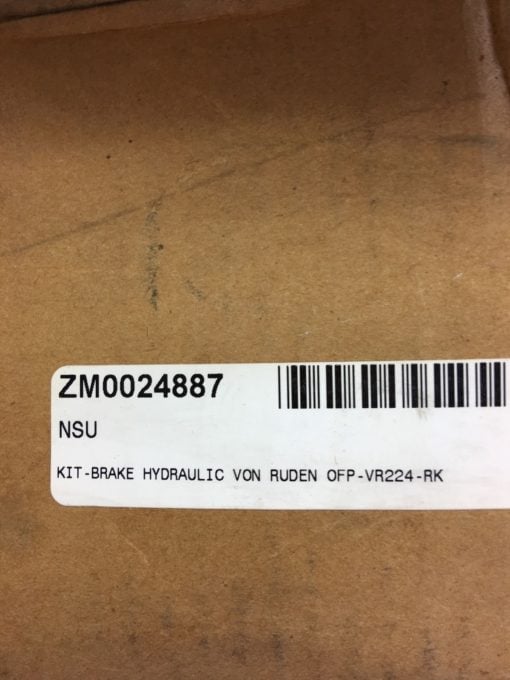 ZM0024887
NSU
KIT-BRAKE HYDRAULIC VON RUDEN OFP-VR224-RK